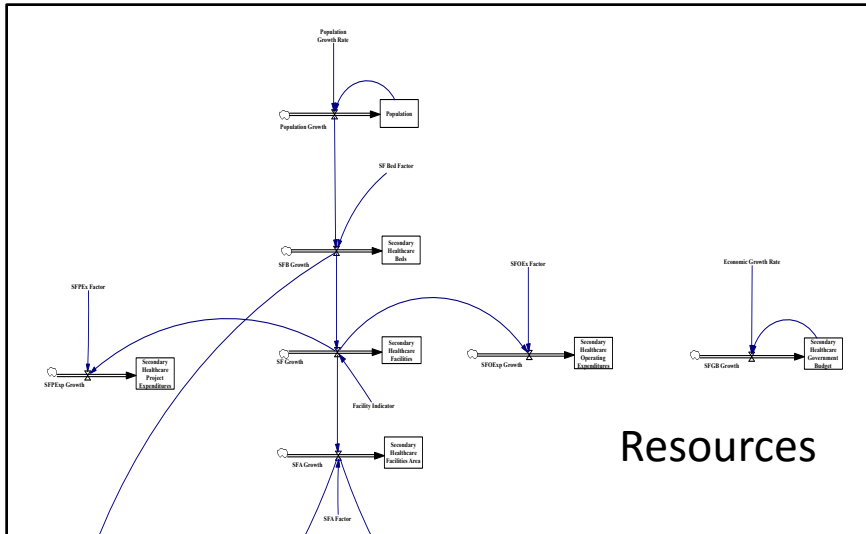 Population
Growth Rate
Population
Population Growth
SF Bed Factor
Secondary
Healthcare
Beds
SFB Growth
SFPEx Factor
SFOEx Factor
Economic Growth Rate
Secondary
Healthcare
Project
Expenditures
SFPExp Growth
Secondary
Healthcare
Facilities
SF Growth
Secondary
Healthcare
Operating
Expenditures
SFOExp Growth
Secondary
Healthcare
Government
Budget
SFGB Growth
Facility Indicator
Secondary
Healthcare
Facilities Area
SFA Growth
SFA Factor
Resources